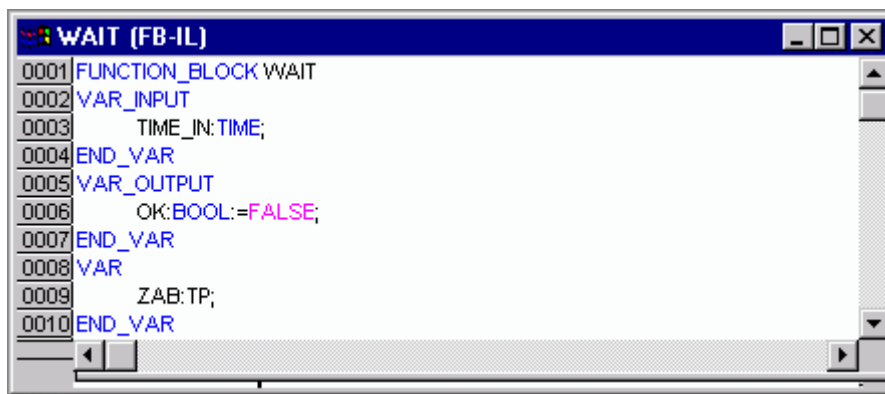 WAIT (FB-IL)
0001 FUNCTION_BLOCK WAIT
0002 VAR_INPUT
0003 TIME_IN:TIME;
0004 END_VAR
0005 VAR_OUTPUT
0006 OK:BOOL:=FALSE;
0007 END_VAR
0008 VAR
0009 ZAB:TP;
0010 END_VAR